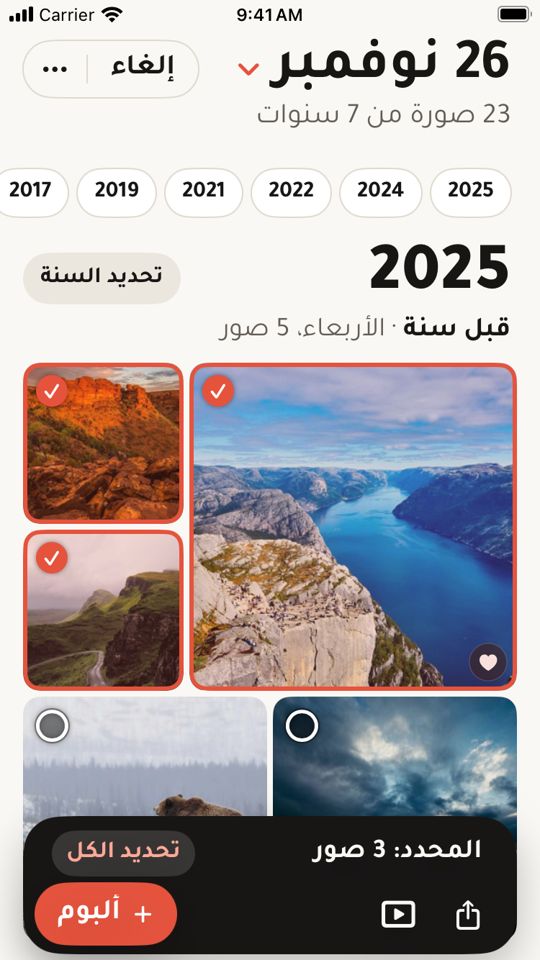 Carrier 9:41 AM
26 نوفمبر
إلغاء
23 صورة من 7 سنوات
2025 2024 2022 2021 2019 2017
2025
تحديد السنة
قبل سنة · الأربعاء، 5 صور
المحدد: 3 صور
تحديد الكل
+ ألبوم